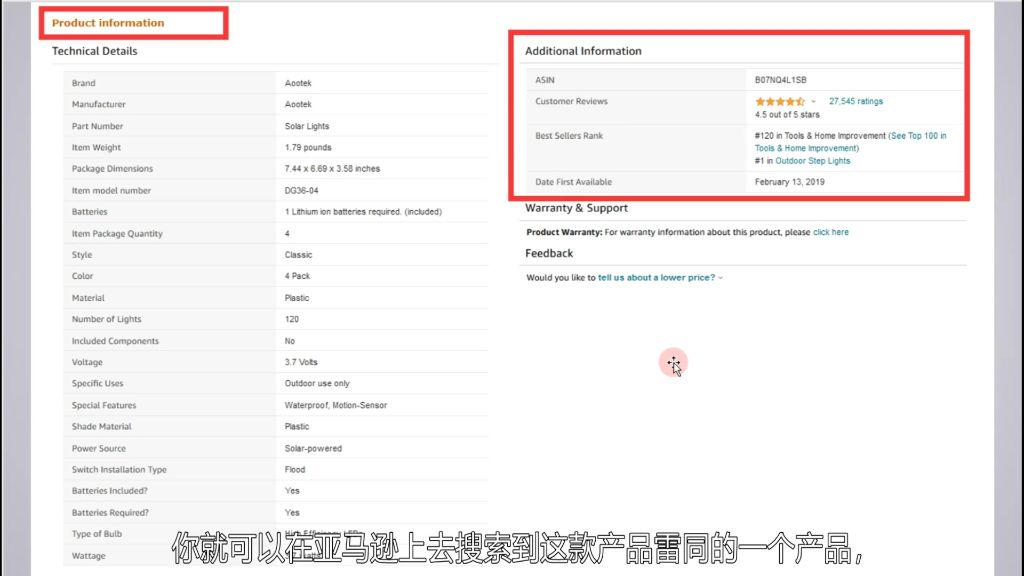 Product information
Technical Details
Brand Aootek
Manufacturer Aootek
Part Number Solar Lights
Item Weight 1.79 pounds
Package Dimensions 7.44 x 6.69 x 3.58 inches
Item model number DG36-04
Batteries 1 Lithium ion batteries required. (included)
Item Package Quantity 4
Style Classic
Color 4 Pack
Material Plastic
Number of Lights 120
Included Components No
Voltage 3.7 Volts
Specific Uses Outdoor use only
Special Features Waterproof, Motion-Sensor
Shade Material Plastic
Power Source Solar-powered
Switch Installation Type Flood
Batteries Included? Yes
Batteries Required? Yes
Type of Bulb
Wattage
Additional Information
ASIN B07NQ4L1SB
Customer Reviews 27,545 ratings
4.5 out of 5 stars
Best Sellers Rank #120 in Tools & Home Improvement (See Top 100 in
Tools & Home Improvement)
#1 in Outdoor Step Lights
Date First Available February 13, 2019
Warranty & Support
Product Warranty: For warranty information about this product, please click here
Feedback
Would you like to tell us about a lower price?
你就可以在亚马逊上去搜索到这款产品雷同的一个产品，